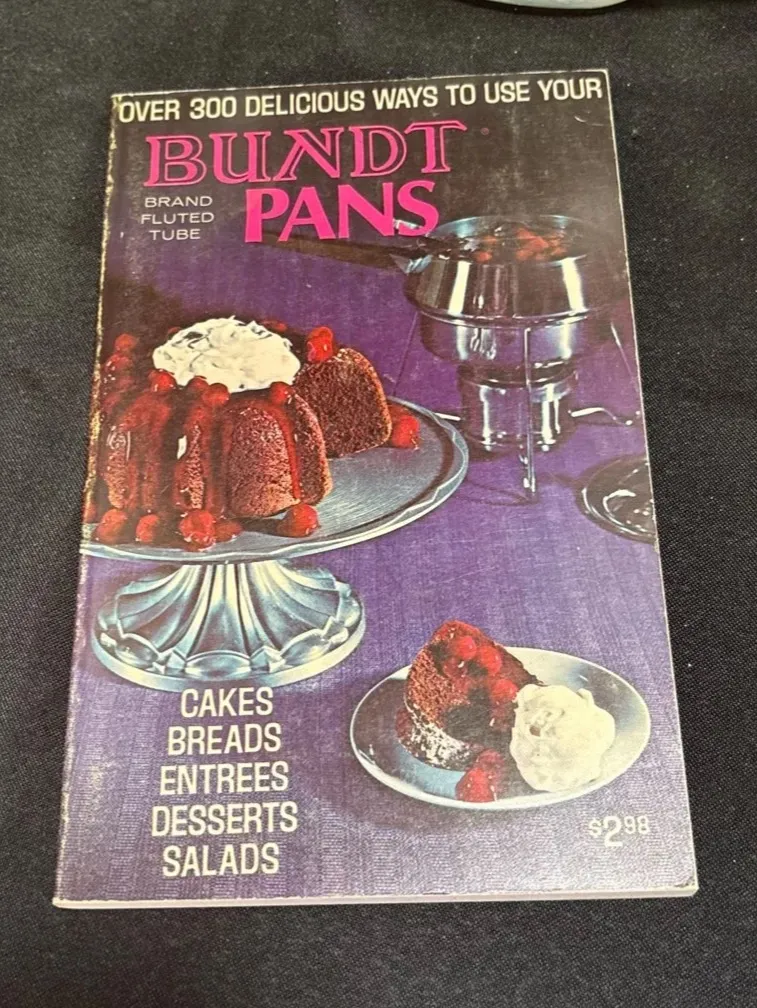 OVER 300 DELICIOUS WAYS TO USE YOUR
BUNDT
BRAND
FLUTED
TUBE
PANS
CAKES
BREADS
ENTREES
DESSERTS
SALADS
$2.98